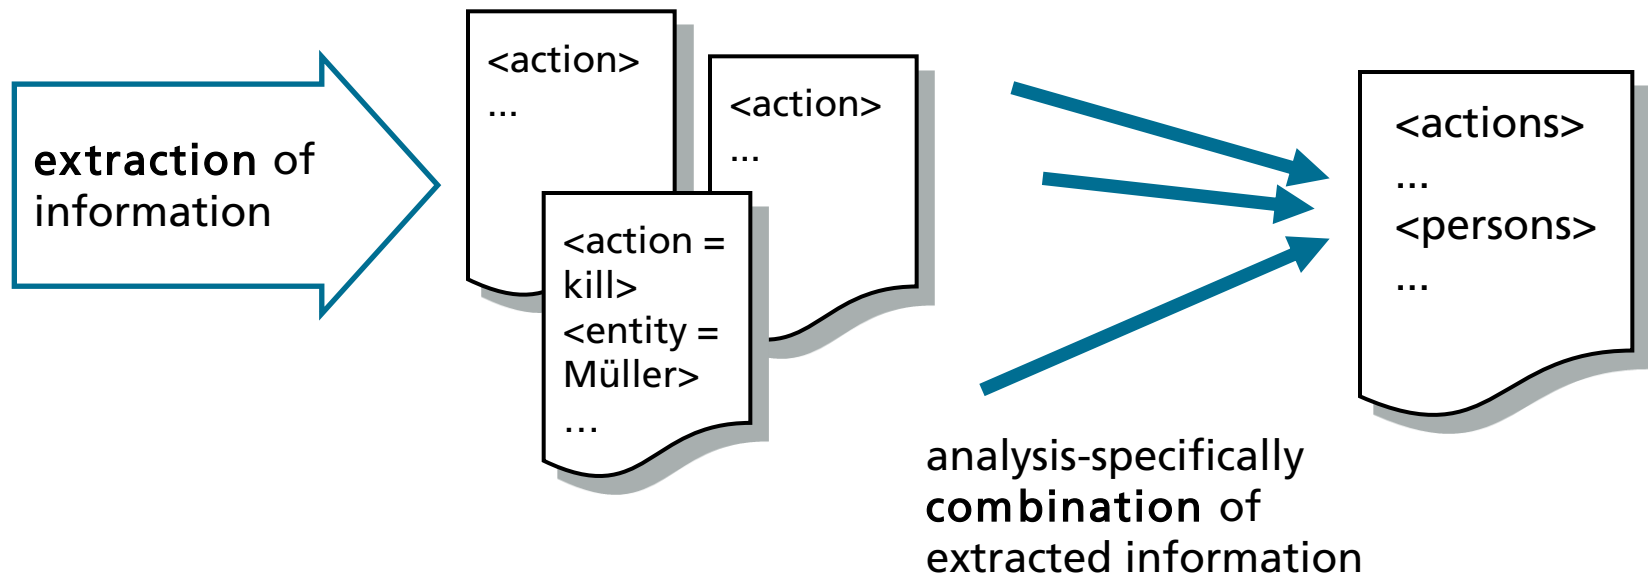 extraction of
information
<action>
...
<action>
...
<action =
kill>
<entity =
Müller>
...
analysis-specifically
combination of
extracted information
<actions>
...
<persons>
...